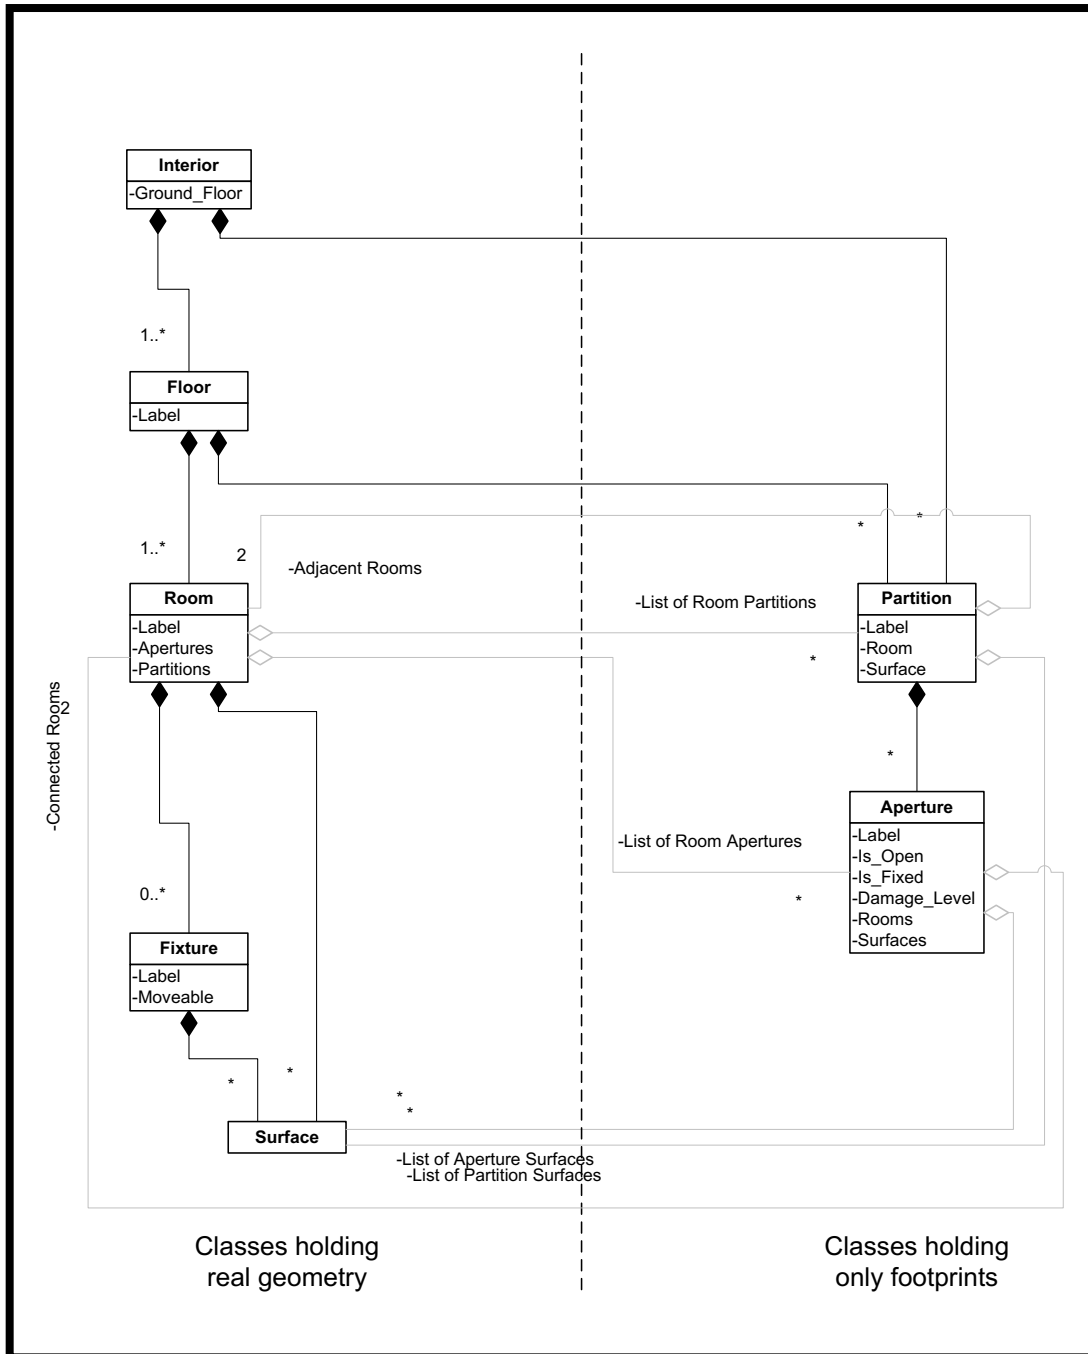 Interior
-Ground_Floor
1..*
Floor
-Label
*
*
1..*
2
-Adjacent Rooms
Room
-Label
-Apertures
-Partitions
-List of Room Partitions
*
Partition
-Label
-Room
-Surface
-Connected Rooms
2
*
-List of Room Apertures
*
Aperture
-Label
-Is_Open
-Is_Fixed
-Damage_Level
-Rooms
-Surfaces
0..*
Fixture
-Label
-Moveable
*
*
*
*
Surface
-List of Aperture Surfaces
-List of Partition Surfaces
Classes holding
real geometry
Classes holding
only footprints